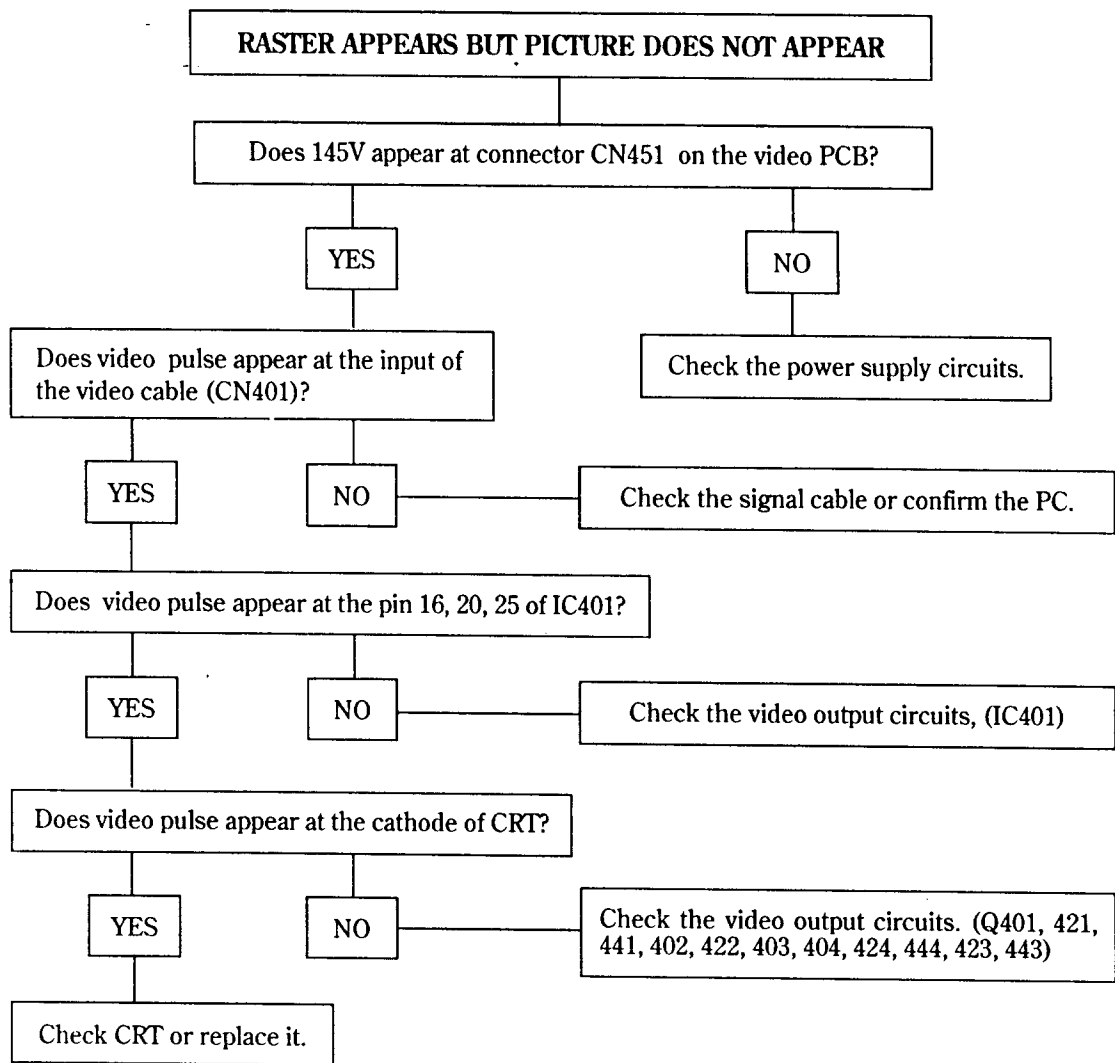 RASTER APPEARS BUT PICTURE DOES NOT APPEAR
Does 145V appear at connector CN451 on the video PCB?
YES
NO
Does video pulse appear at the input of
the video cable (CN401)?
Check the power supply circuits.
YES
NO
Check the signal cable or confirm the PC.
Does video pulse appear at the pin 16, 20, 25 of IC401?
YES
NO
Check the video output circuits, (IC401)
Does video pulse appear at the cathode of CRT?
YES
NO
Check the video output circuits. (Q401, 421,
441, 402, 422, 403, 404, 424, 444, 423, 443)
Check CRT or replace it.